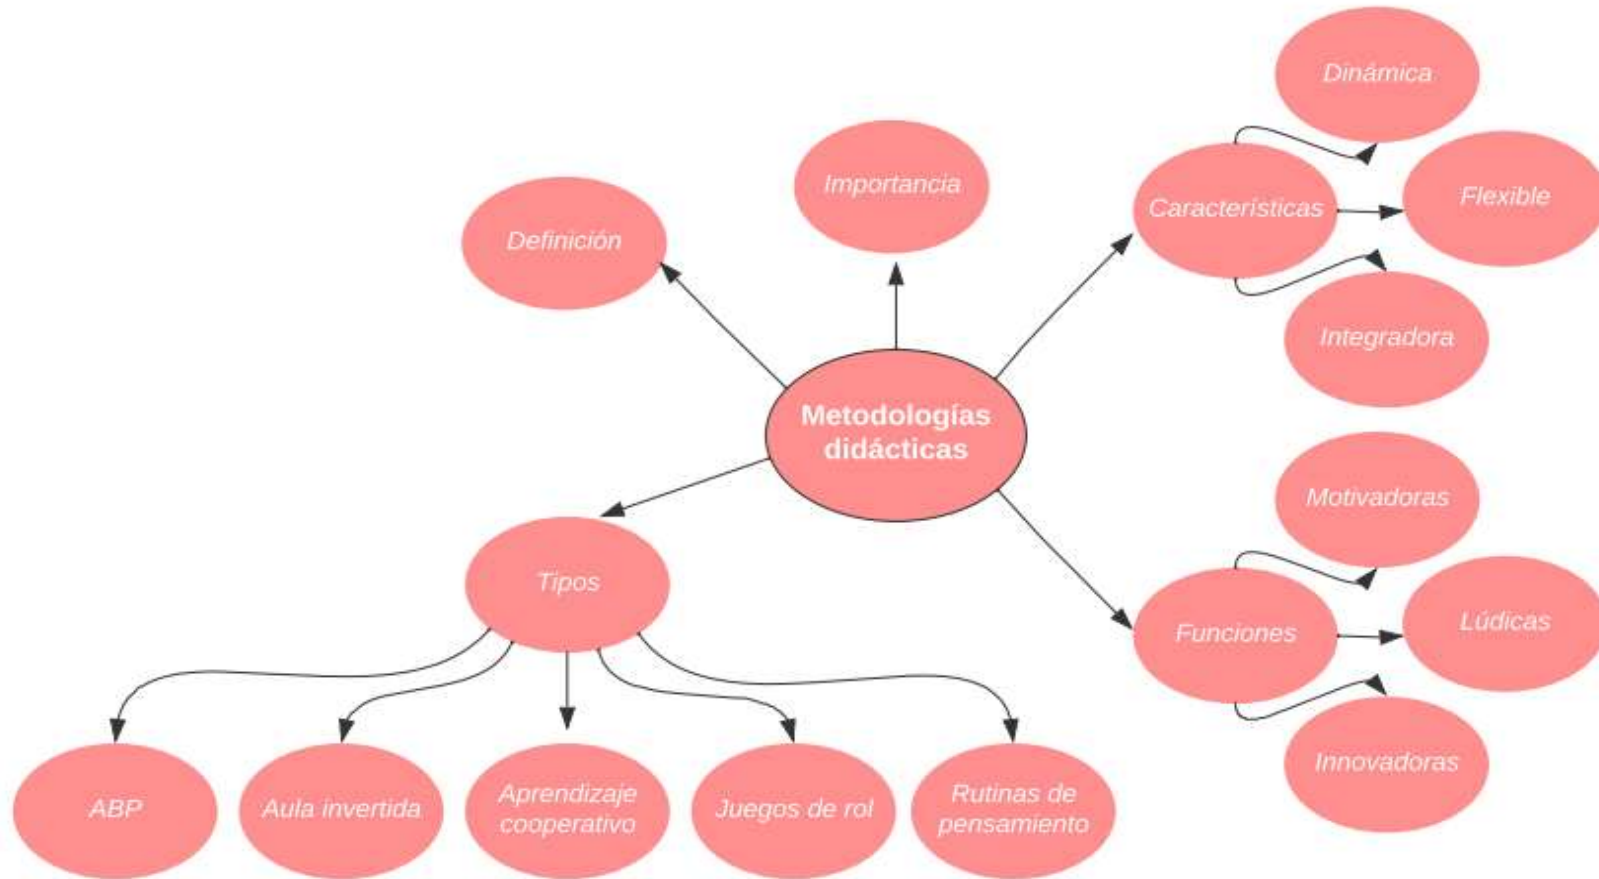 Dinámica
Importancia
Características
Flexible
Definición
Integradora
Metodologías
didácticas
Motivadoras
Tipos
Funciones
Lúdicas
Innovadoras
ABP
Aula invertida
Aprendizaje
cooperativo
Juegos de rol
Rutinas de
pensamiento